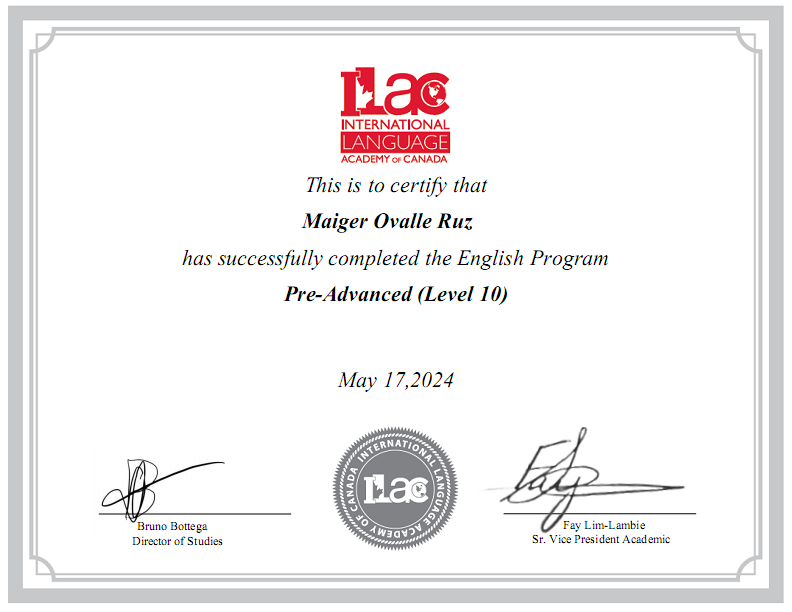 ILAC
INTERNATIONAL
LANGUAGE
ACADEMY OF CANADA
This is to certify that
Maiger Ovalle Ruz
has successfully completed the English Program
Pre-Advanced (Level 10)
May 17,2024
INTERNATIONAL LANGUAGE ACADEMY OF CANADA
ILAC
Bruno Bottega
Director of Studies
Fay Lim-Lambie
Sr. Vice President Academic